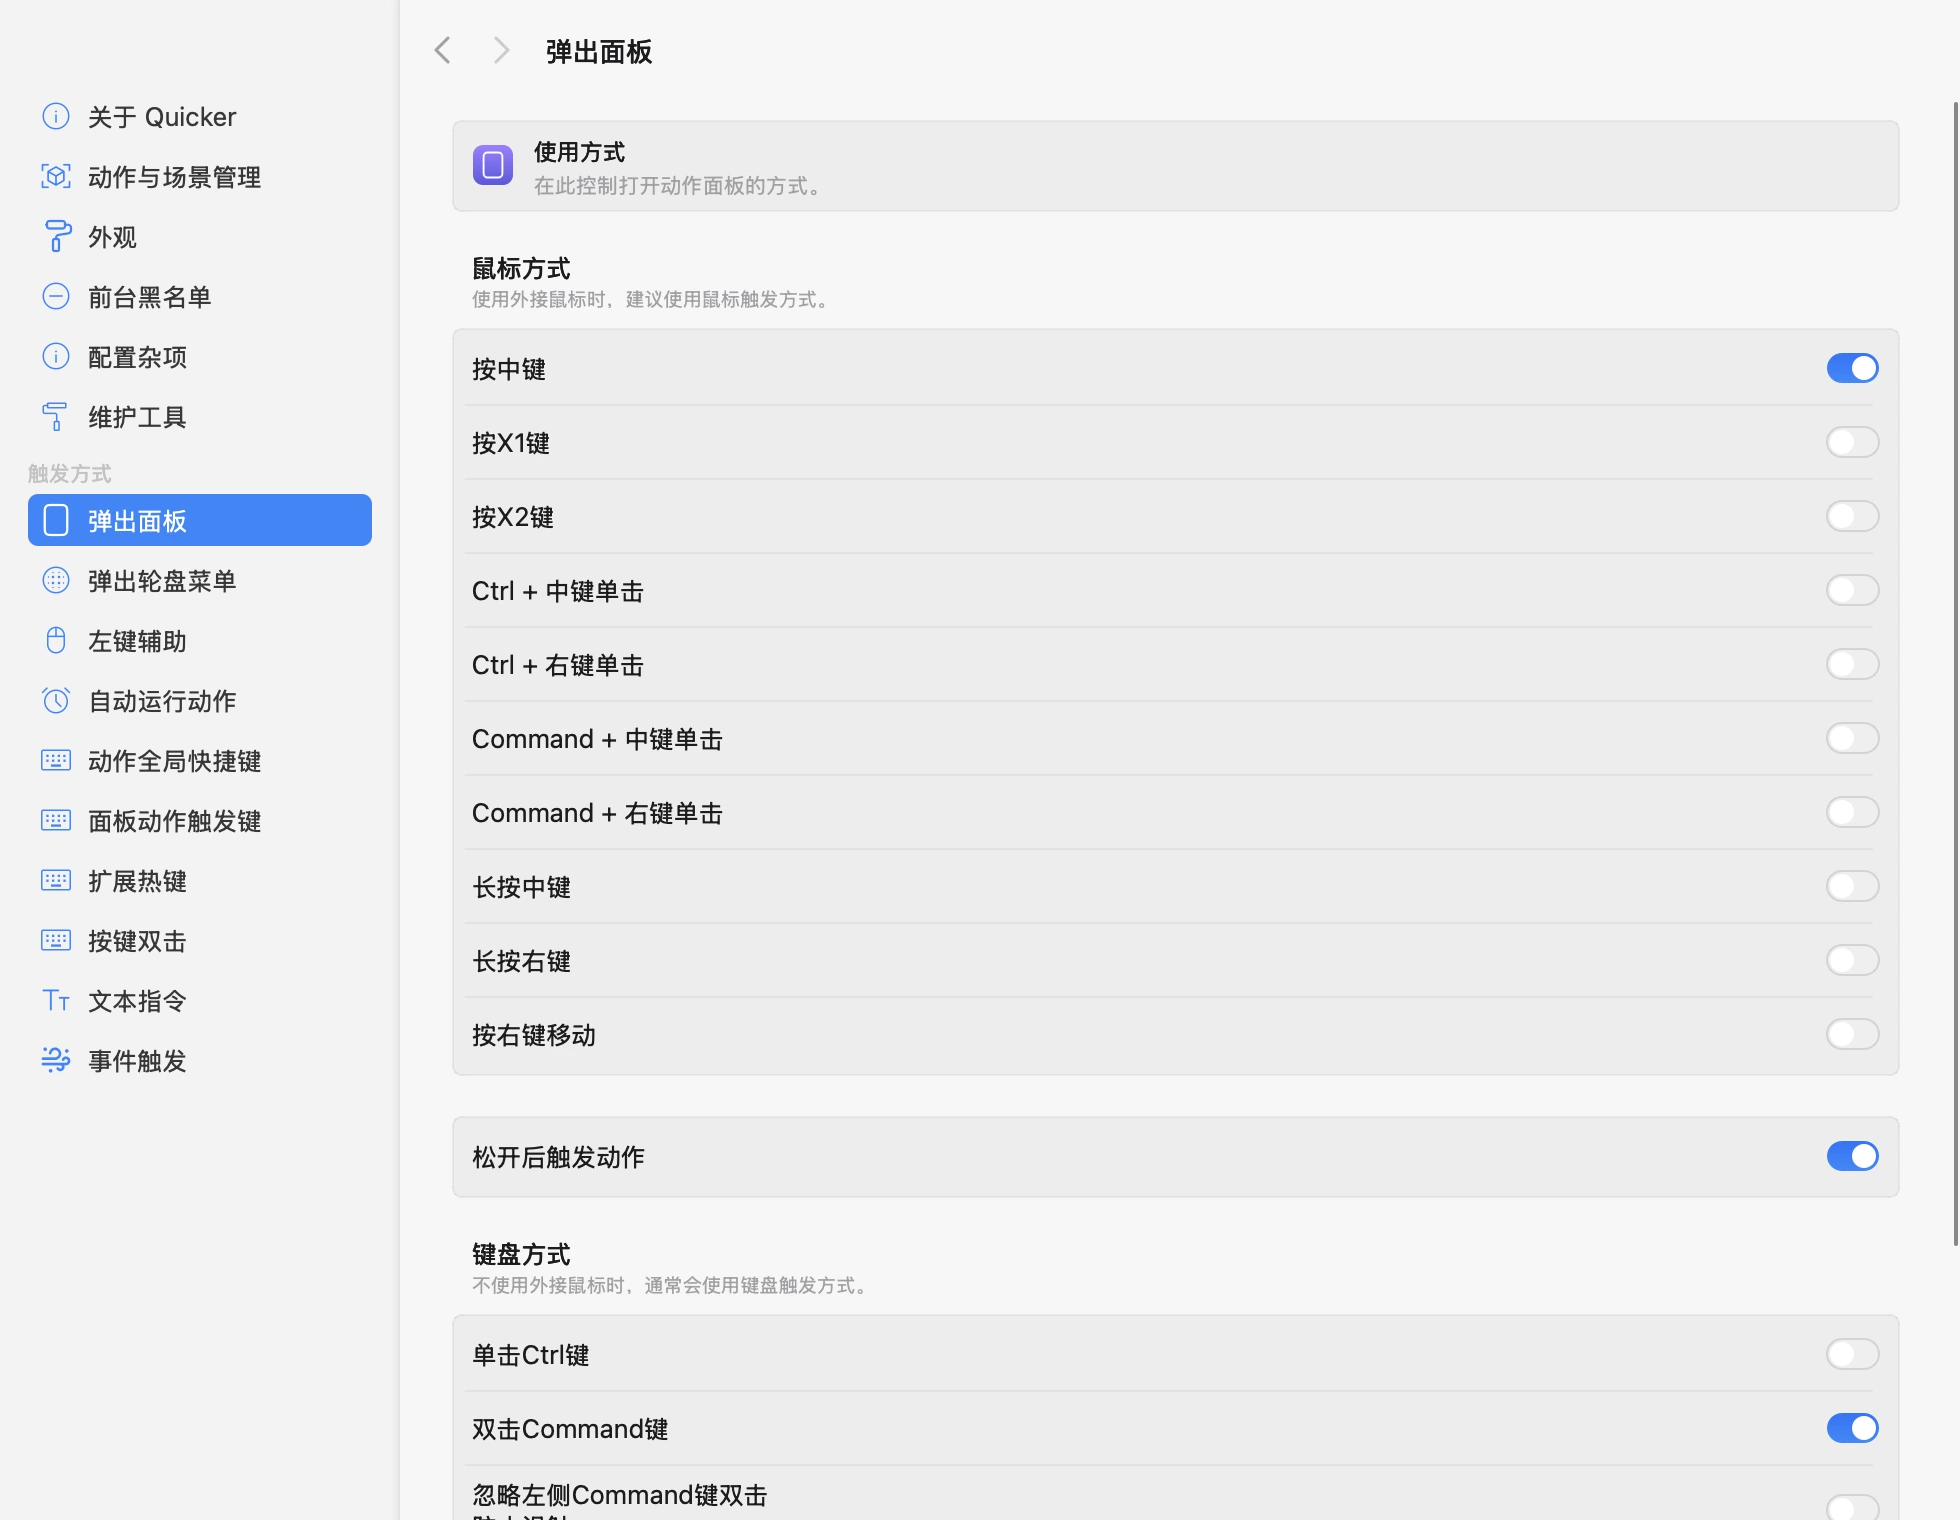 弹出面板
关于 Quicker
动作与场景管理
外观
前台黑名单
配置杂项
维护工具
触发方式
弹出面板
弹出轮盘菜单
左键辅助
自动运行动作
动作全局快捷键
面板动作触发键
扩展热键
按键双击
文本指令
事件触发
使用方式
在此控制打开动作面板的方式。
鼠标方式
使用外接鼠标时，建议使用鼠标触发方式。
按中键
按X1键
按X2键
Ctrl + 中键单击
Ctrl + 右键单击
Command + 中键单击
Command + 右键单击
长按中键
长按右键
按右键移动
松开后触发动作
键盘方式
不使用外接鼠标时，通常会使用键盘触发方式。
单击Ctrl键
双击Command键
忽略左侧Command键双击